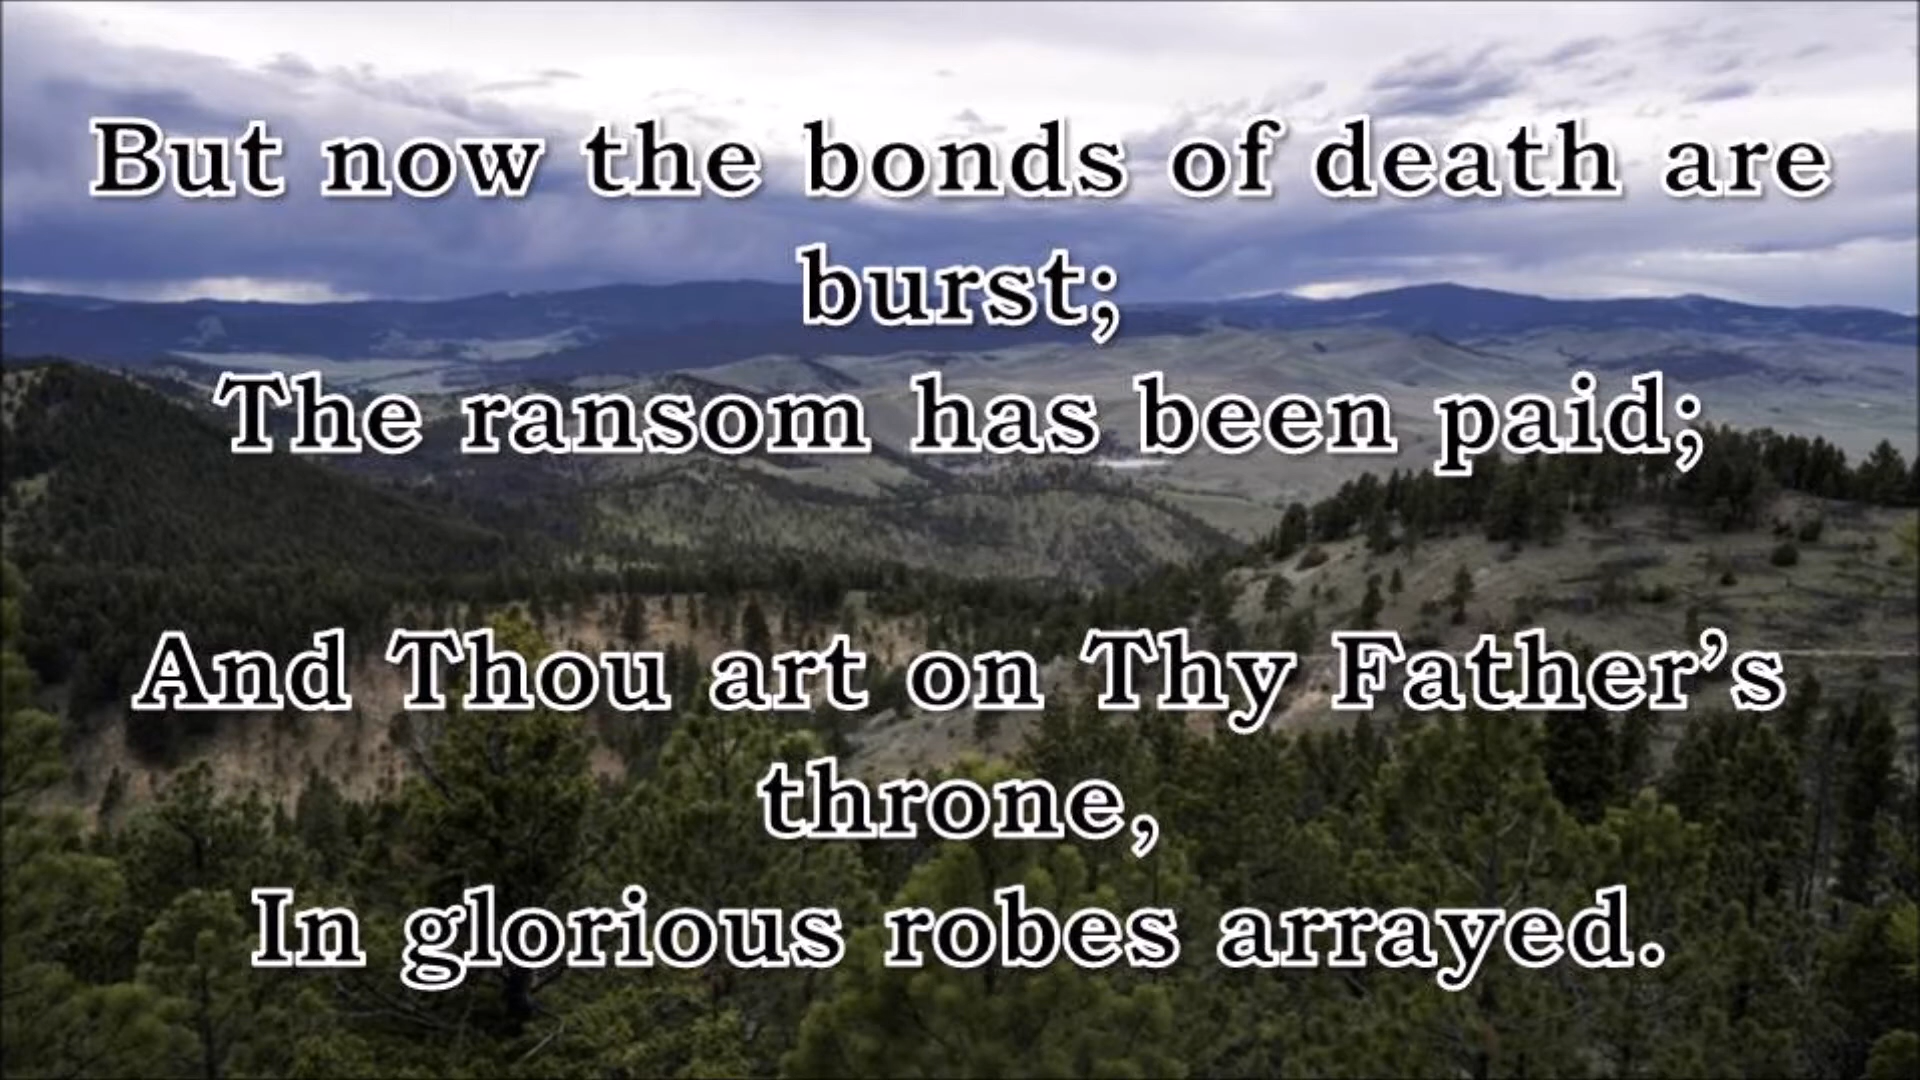 But now the bonds of death are
burst;
The ransom has been paid;
And Thou art on Thy Father’s
throne,
In glorious robes arrayed.